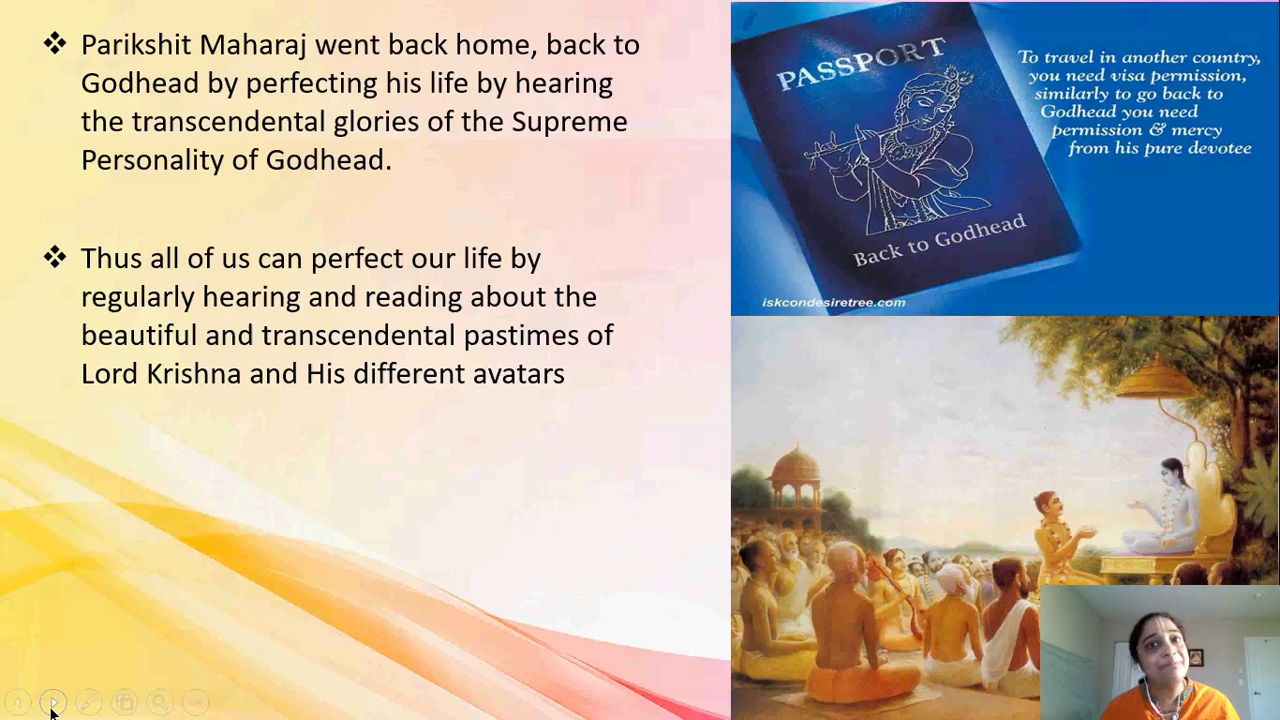 ❖ Parikshit Maharaj went back home, back to
Godhead by perfecting his life by hearing
the transcendental glories of the Supreme
Personality of Godhead.
❖ Thus all of us can perfect our life by
regularly hearing and reading about the
beautiful and transcendental pastimes of
Lord Krishna and His different avatars
PASSPORT
Back to Godhead
To travel in another country,
you need visa permission,
similarly to go back to
Godhead you need
permission & mercy
from his pure devotee
iskcondesiretree.com